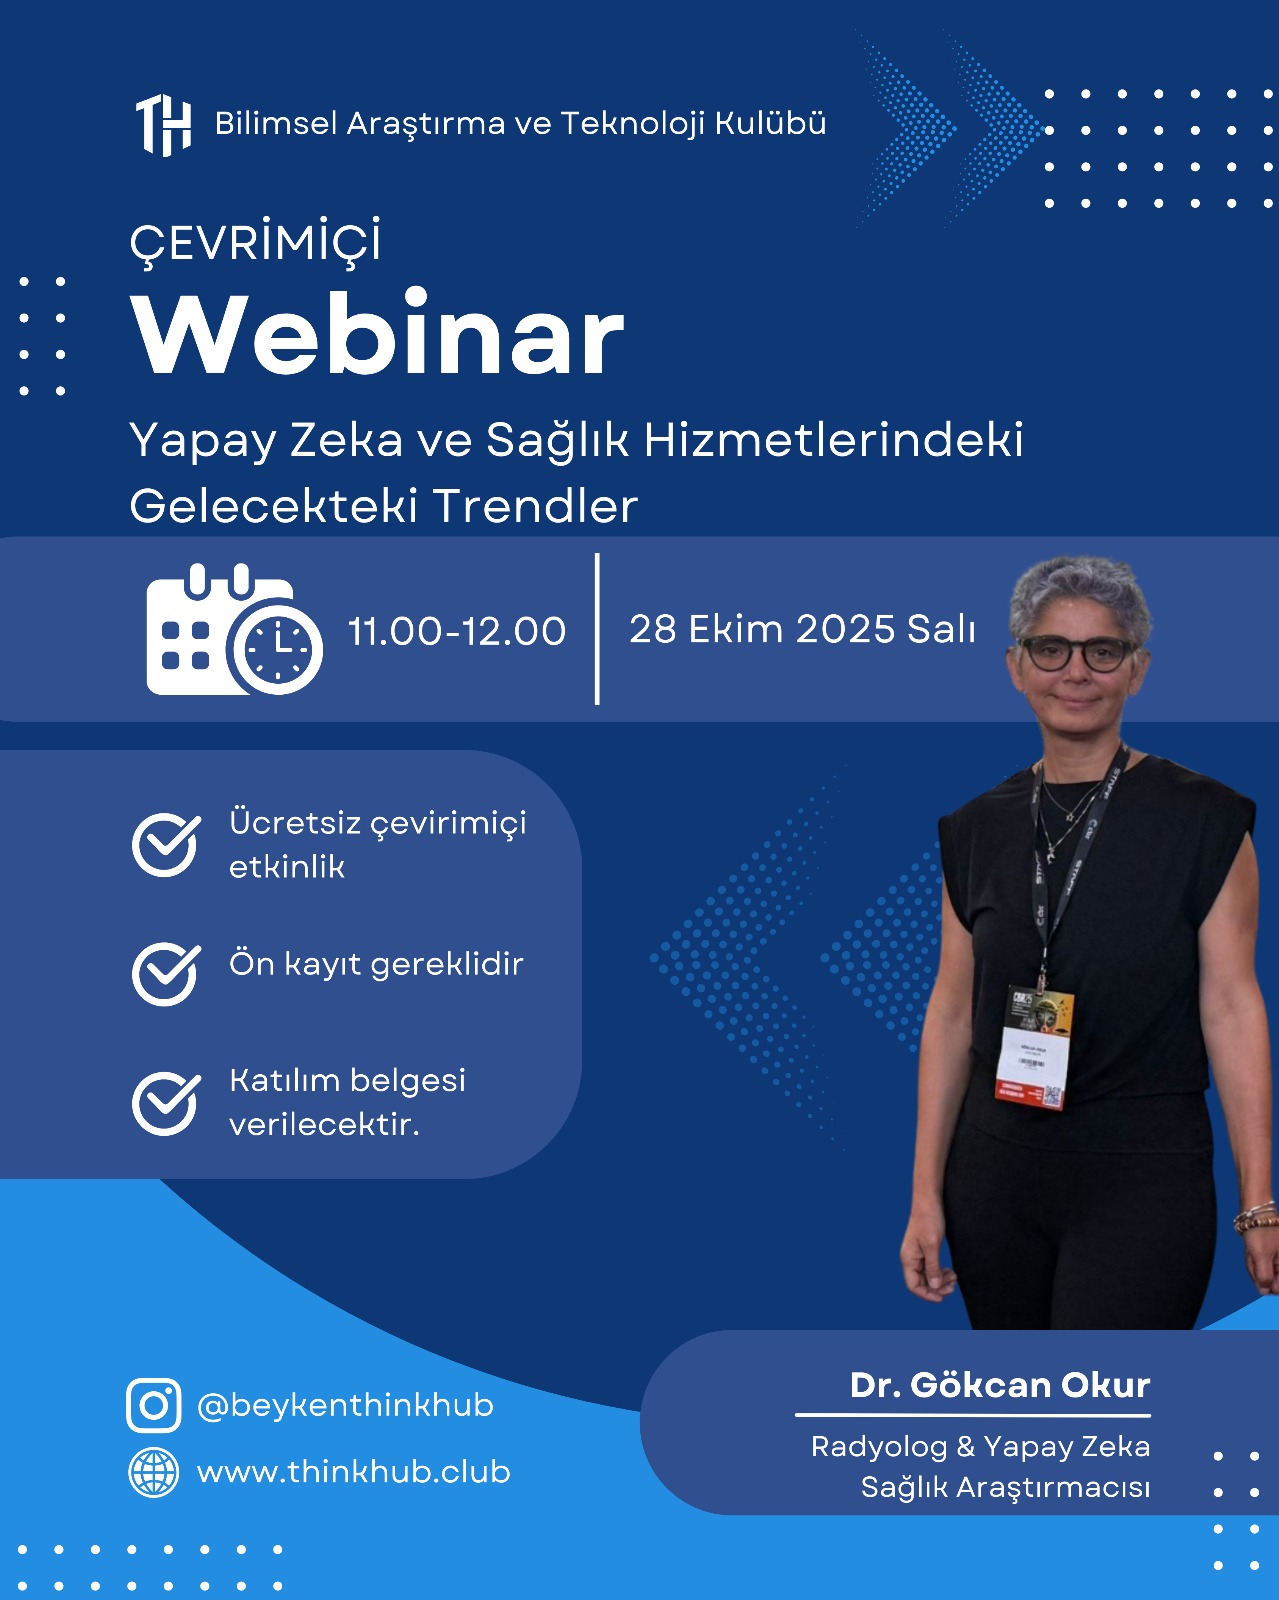 TH Bilimsel Araştırma ve Teknoloji Kulübü
ÇEVRİMİÇİ
Webinar
Yapay Zeka ve Sağlık Hizmetlerindeki
Gelecekteki Trendler
11.00-12.00
28 Ekim 2025 Salı
Ücretsiz çevirimiçi
etkinlik
Ön kayıt gereklidir
Katılım belgesi
verilecektir.
@beykenthinkhub
www.thinkhub.club
Dr. Gökcan Okur
Radyolog & Yapay Zeka
Sağlık Araştırmacısı